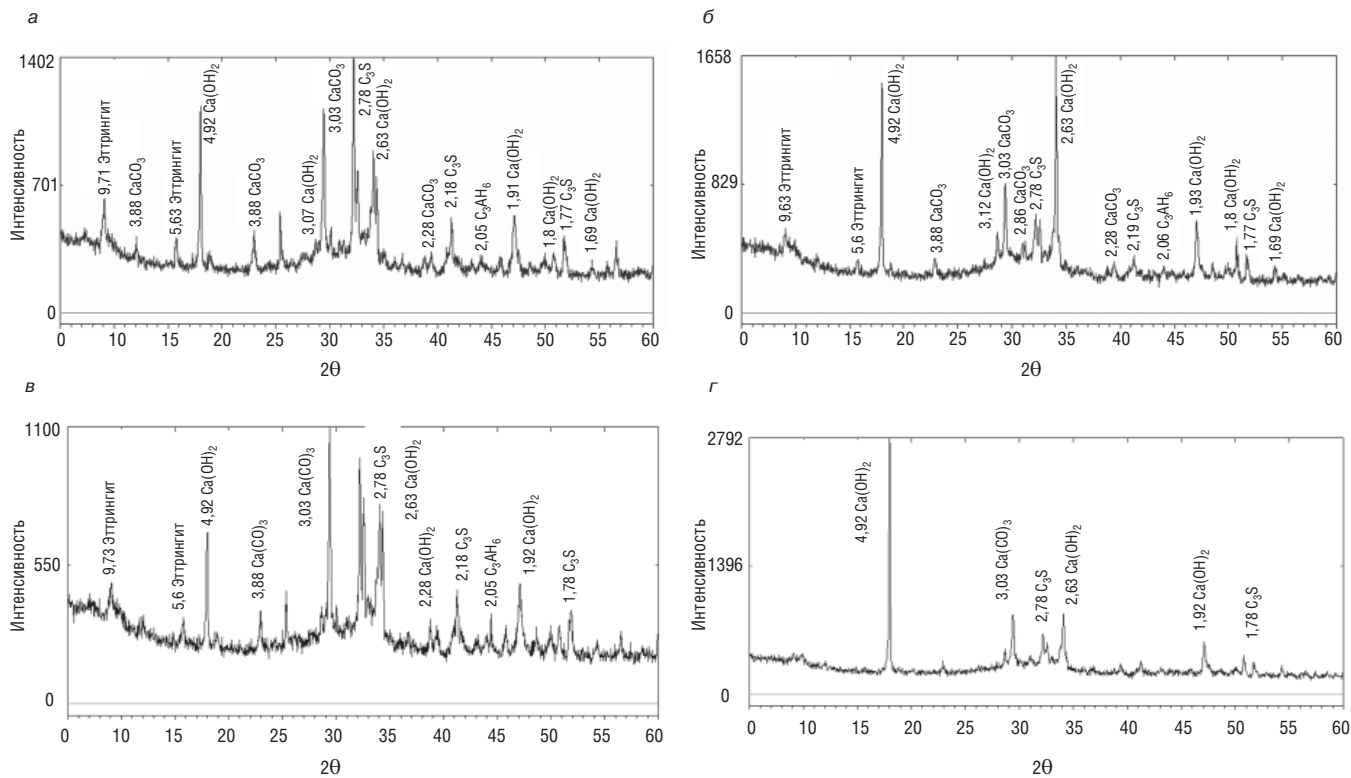 а
Интенсивность
1402
701
0
9,71 Эттрингит
3,88 CaCO₃
5,63 Эттрингит
4,92 Ca(OH)₂
3,88 CaCO₃
3,07 Ca(OH)₂
3,03 CaCO₃
2,78 C₃S
2,63 Ca(OH)₂
2,28 CaCO₃
2,18 C₃S
2,05 C₃AH₆
1,91 Ca(OH)₂
1,8 Ca(OH)₂
1,77 C₃S
1,69 Ca(OH)₂
0 10 15 20 25 30 35 40 45 50 55 60
2θ
б
Интенсивность
1658
829
0
9,63 Эттрингит
5,6 Эттрингит
4,92 Ca(OH)₂
3,88 CaCO₃
3,12 Ca(OH)₂
3,03 CaCO₃
2,86 CaCO₃
2,78 C₃S
2,63 Ca(OH)₂
2,28 CaCO₃
2,19 C₃S
2,06 C₃AH₆
1,93 Ca(OH)₂
1,8 Ca(OH)₂
1,77 C₃S
1,69 Ca(OH)₂
0 10 15 20 25 30 35 40 45 50 55 60
2θ
в
Интенсивность
1100
550
0
9,73 Эттрингит
5,6 Эттрингит
4,92 Ca(OH)₂
3,88 Ca(CO)₃
3,03 Ca(CO)₃
2,78 C₃S
2,63 Ca(OH)₂
2,28 Ca(OH)₂
2,18 C₃S
2,05 C₃AH₆
1,92 Ca(OH)₂
1,78 C₃S
0 10 15 20 25 30 35 40 45 50 55 60
2θ
г
Интенсивность
2792
1396
0
4,92 Ca(OH)₂
3,03 Ca(CO)₃
2,78 C₃S
2,63 Ca(OH)₂
1,92 Ca(OH)₂
1,78 C₃S
0 10 15 20 25 30 35 40 45 50 55 60
2θ